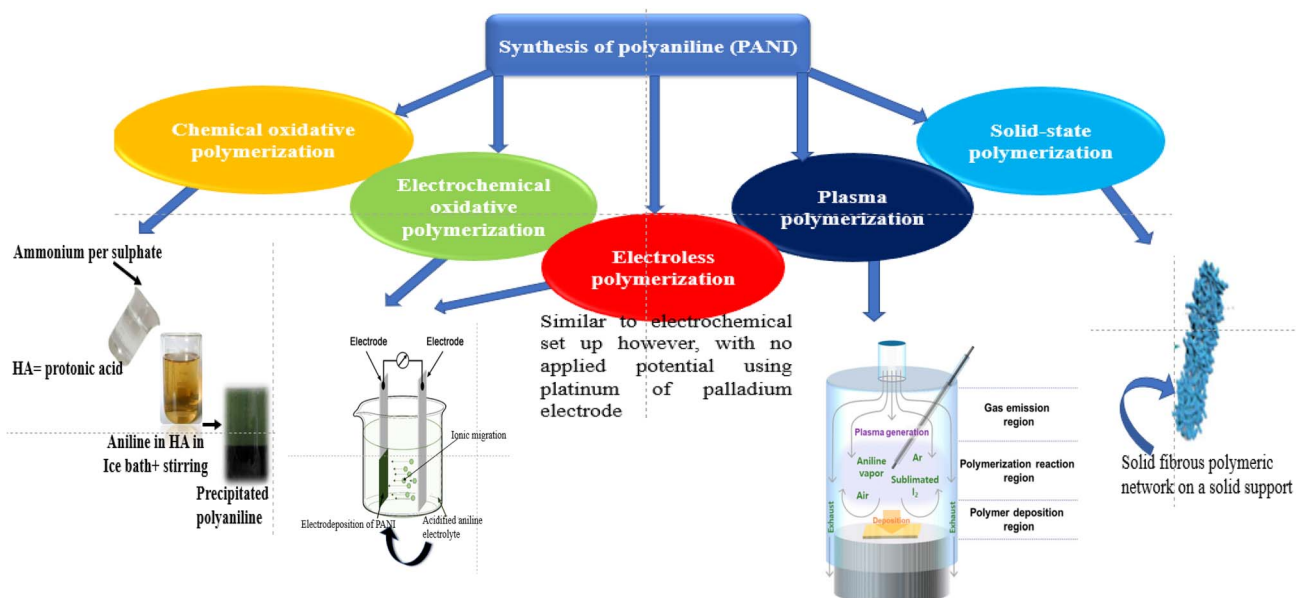 Synthesis of polyaniline (PANI)
Chemical oxidative
polymerization
Electrochemical
oxidative
polymerization
Electroless
polymerization
Plasma
polymerization
Solid-state
polymerization
Ammonium per sulphate
HA= protonic acid
Aniline in HA in
Ice bath+ stirring
Precipitated
polyaniline
Electrode
Electrode
Ionic migration
Electrodeposition of PANI
Acidified aniline
electrolyte
Similar to electrochemical
set up however, with no
applied potential using
platinum of palladium
electrode
Plasma generation
Aniline
vapor
Ar
Sublimated
I2
Air
Exhaust
Exhaust
Deposition
Gas emission
region
Polymerization reaction
region
Polymer deposition
region
Solid fibrous polymeric
network on a solid support